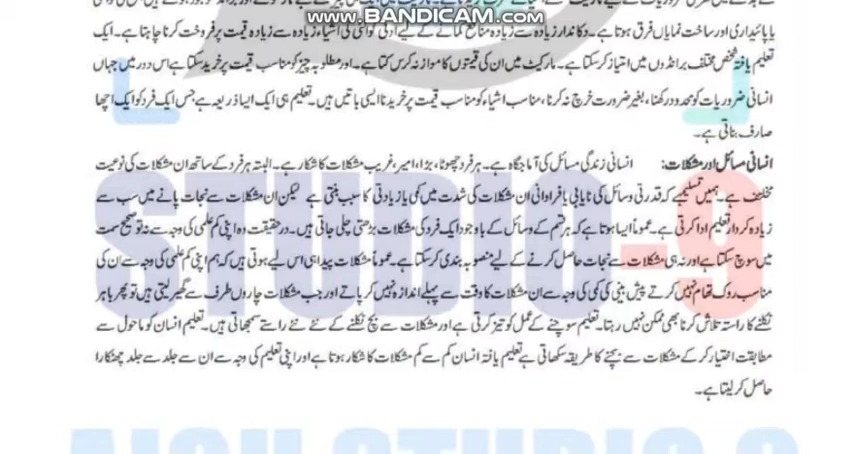 www.BANDICAM.com
یا پائیداری اور ساخت نمایاں فرق ہوتا ہے۔ دکاندار زیادہ سے زیادہ منافع کمانے کے لیے ادنی کوالٹی کی اشیاء زیادہ سے زیادہ قیمت پر فروخت کرنا چاہتا ہے۔ ایک
تعلیم یافتہ شخص مختلف برانڈوں میں امتیاز کر سکتا ہے۔ اور مارکیٹ میں ان کی قیمتوں کا موازنہ کر سکتا ہے۔ اور مطلوبہ چیز کو مناسب قیمت پر خرید سکتا ہے اس دور میں جہاں
انسانی ضروریات کو محدود رکھنا، بغیر ضرورت خرچ نہ کرنا، مناسب اشیاء کو مناسب قیمت پر خریدنا ایسی باتیں ہیں۔ تعلیم ہی ایک ایسا ذریعہ ہے جس ایک فرد کو ایک اچھا
صارف بناتی ہے۔
انسانی مسائل اور مشکلات: انسانی زندگی مسائل کی آماجگاہ ہے۔ ہر فرد چھوٹا، بڑا، امیر، غریب مشکلات کا شکار ہے۔ البتہ ہر فرد کے ساتھ ان مشکلات کی نوعیت
مختلف ہے۔ ہمیں تسلیم ہے کہ قدرتی وسائل کی نایابی یا فراوانی ان مشکلات کی شدت میں کمی یا زیادتی کا سبب بنتی ہے لیکن ان مشکلات سے نجات پانے میں سب سے
زیادہ کردار تعلیم ادا کرتی ہے۔ عموماً ایسا ہوتا ہے کہ ہر قسم کے وسائل کے باوجود ایک فرد کی مشکلات بڑھتی چلی جاتی ہیں۔ در حقیقت وہ اپنی کم علمی کی وجہ سے نہ تو صحیح سمت
میں سوچ سکتا ہے اور نہ ہی مشکلات سے نجات حاصل کرنے کے لیے منصوبہ بندی کر سکتا ہے۔ عموماً مشکلات پیدا ہی اس لیے ہوتی ہیں کہ ہم اپنی کم علمی کی وجہ سے ان کی
مناسب روک تھام نہیں کرتے پیش بینی کی کمی کی وجہ سے ان مشکلات کا وقت سے پہلے اندازہ نہیں کر پاتے اور جب مشکلات چاروں طرف سے گھیر لیتی ہیں تو پھر باہر
نکلنے کا راستہ تلاش کرنا بھی ممکن نہیں رہتا۔ تعلیم سوچنے کے عمل کو تیز کرتی ہے اور مشکلات سے بچ نکلنے کے نئے نئے راستے سمجھاتی ہیں۔ تعلیم انسان کو ماحول سے
مطابقت اختیار کر کے مشکلات سے بچنے کا طریقہ سکھاتی ہے تعلیم یافتہ انسان کم سے کم مشکلات کا شکار ہوتا ہے اور اپنی تعلیم کی وجہ سے ان سے جلد سے جلد چھٹکارا
حاصل کر لیتا ہے۔
STUDIO-9